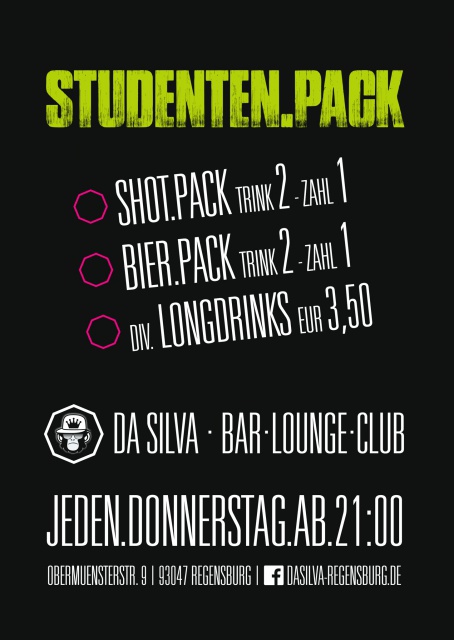 STUDENTEN.PACK
SHOT.PACK TRINK 2 - ZAHL 1
BIER.PACK TRINK 2 - ZAHL 1
DIV. LONGDRINKS EUR 3,50
DA SILVA · BAR·LOUNGE·CLUB
JEDEN.DONNERSTAG.AB.21:00
OBERMUENSTERSTR. 9 | 93047 REGENSBURG | f DASILVA-REGENSBURG.DE